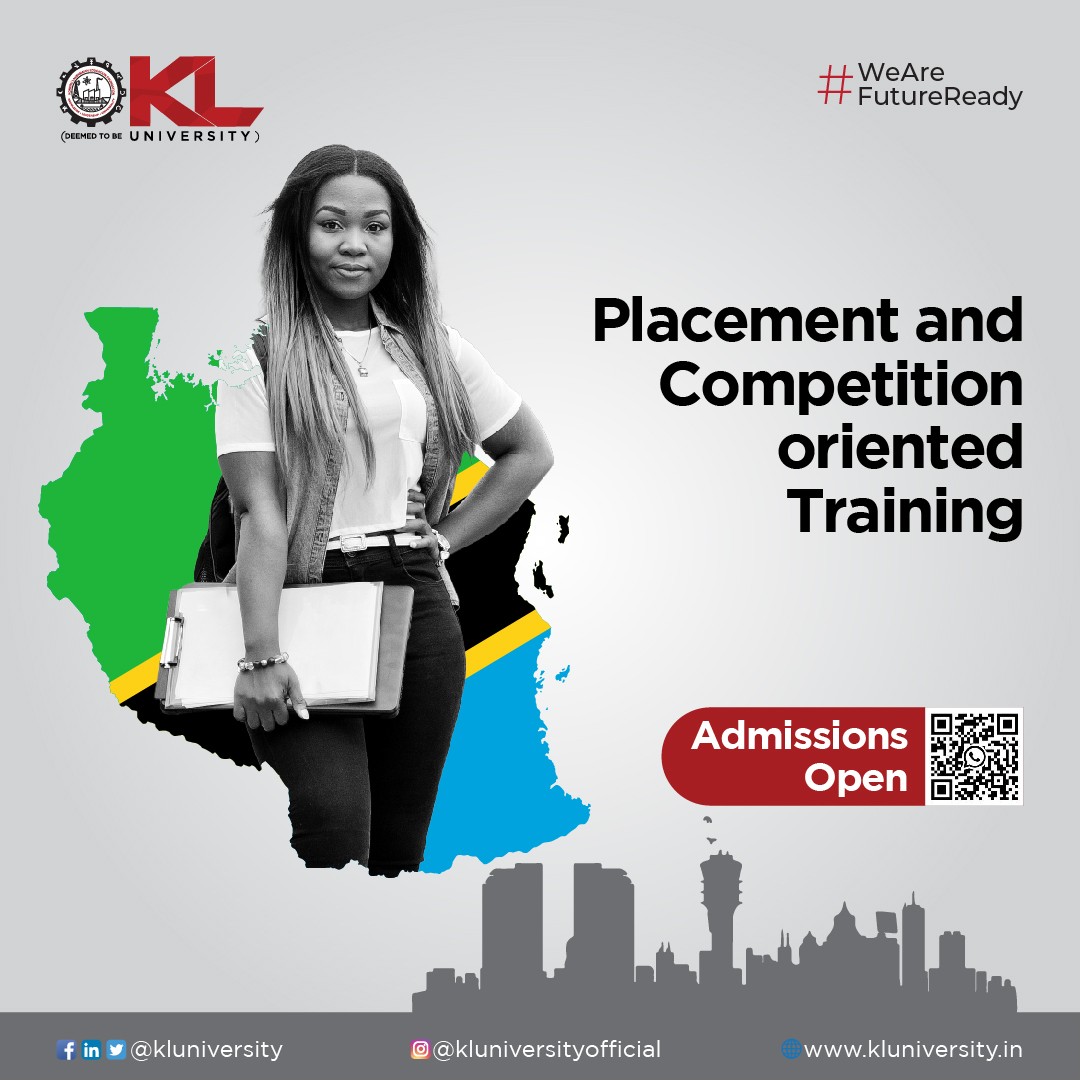 KL
(DEEMED TO BE UNIVERSITY)
#WeAre
FutureReady
Placement and
Competition
oriented
Training
Admissions
Open
@kluniversity
@kluniversityofficial
www.kluniversity.in